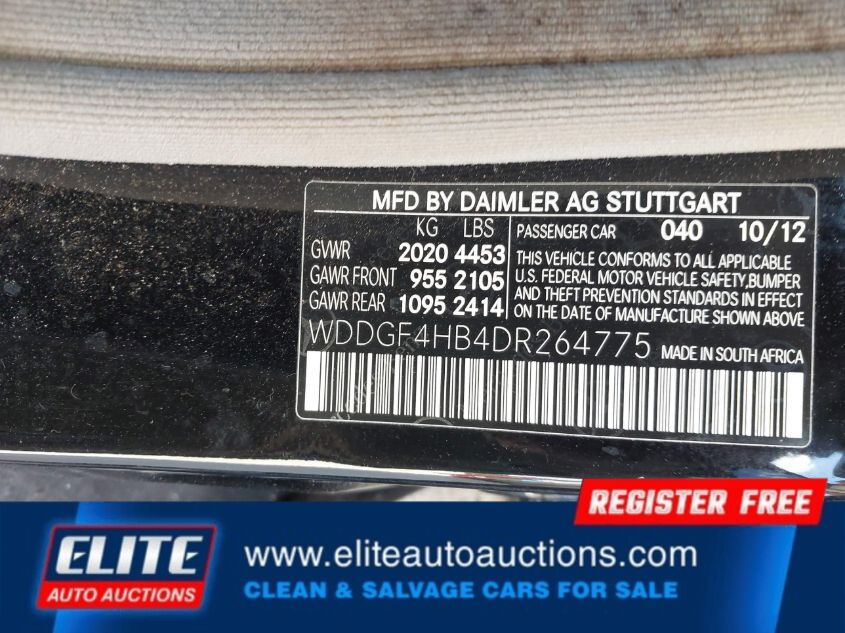 MFD BY DAIMLER AG STUTTGART
KG LBS
GVWR 2020 4453
GAWR FRONT 955 2105
GAWR REAR 1095 2414
PASSENGER CAR 040 10/12
THIS VEHICLE CONFORMS TO ALL APPLICABLE
U.S. FEDERAL MOTOR VEHICLE SAFETY, BUMPER
AND THEFT PREVENTION STANDARDS IN EFFECT
ON THE DATE OF MANUFACTURE SHOWN ABOVE.
WDDGF4HB4DR264775 MADE IN SOUTH AFRICA
REGISTER FREE
ELITE
AUTO AUCTIONS
www.eliteautoauctions.com
CLEAN & SALVAGE CARS FOR SALE